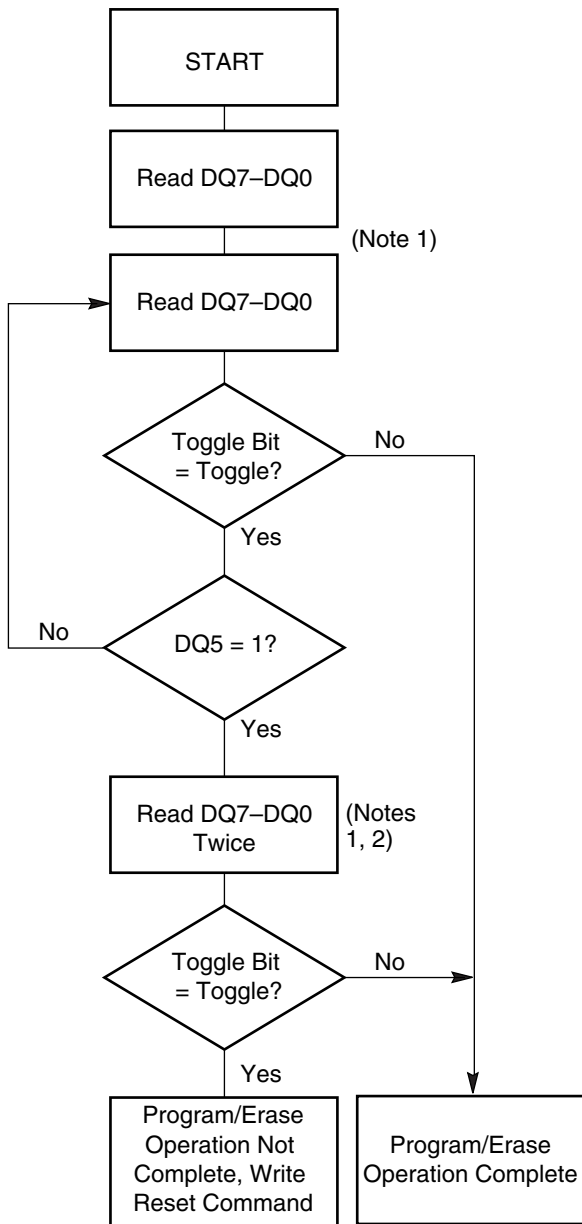 START
Read DQ7–DQ0
(Note 1)
Read DQ7–DQ0
Toggle Bit
= Toggle?
No
Yes
No
DQ5 = 1?
Yes
Read DQ7–DQ0
Twice
(Notes
1, 2)
Toggle Bit
= Toggle?
No
Yes
Program/Erase
Operation Not
Complete, Write
Reset Command
Program/Erase
Operation Complete